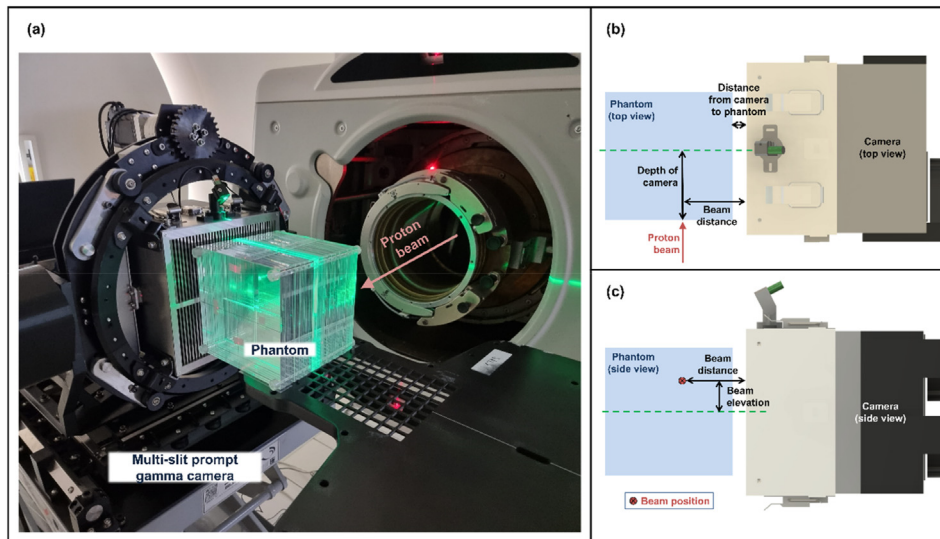 (a)
Proton
beam
Phantom
Multi-slit prompt
gamma camera
(b)
Phantom
(top view)
Distance
from camera
to phantom
Camera
(top view)
Depth of
camera
Beam
distance
Proton
beam
(c)
Phantom
(side view)
Beam
distance
Beam
elevation
Camera
(side view)
Beam position